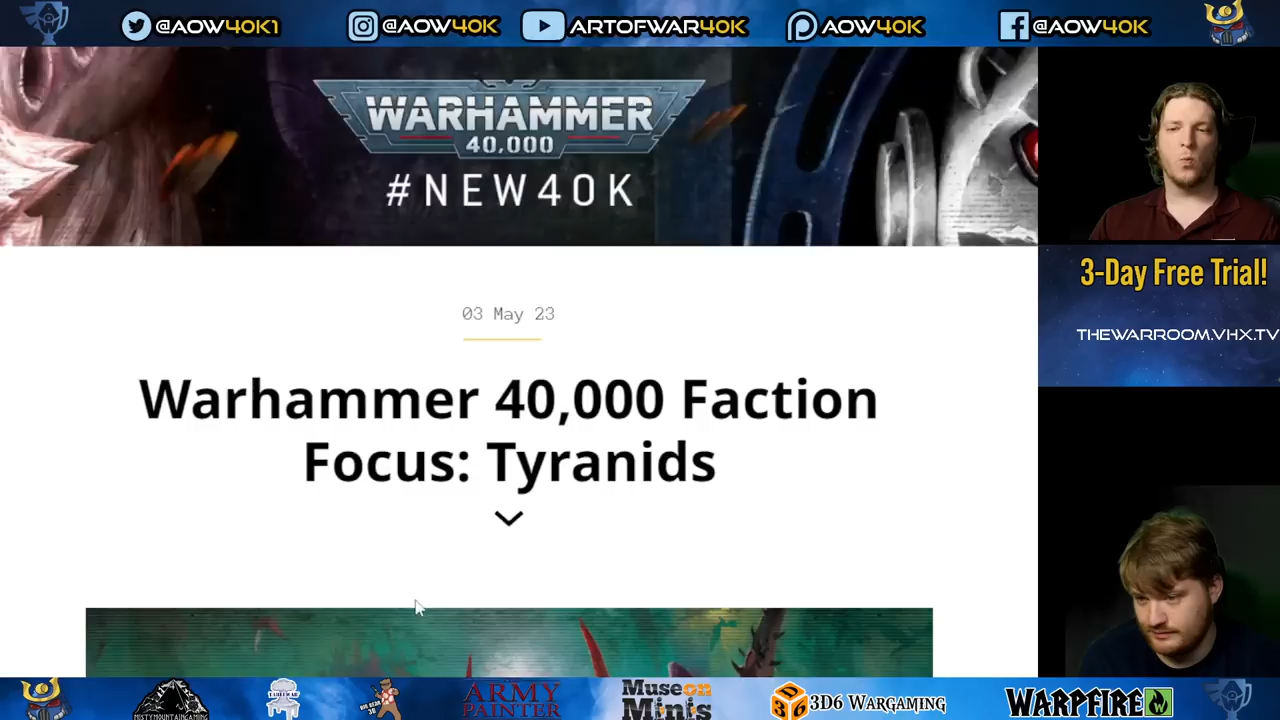 @AOW40K1
@AOW40K
ARTOFWAR40K
AOW40K
@AOW40K
WARHAMMER
40,000
#NEW40K
3-Day Free Trial!
THEWARROOM.VHX.TV
03 May 23
Warhammer 40,000 Faction
Focus: Tyranids
MISTYMOUNTAINGAMING
ARMY
PAINTER
MUSE ON
MINIS
3D6 WARGAMING
WARPFIRE